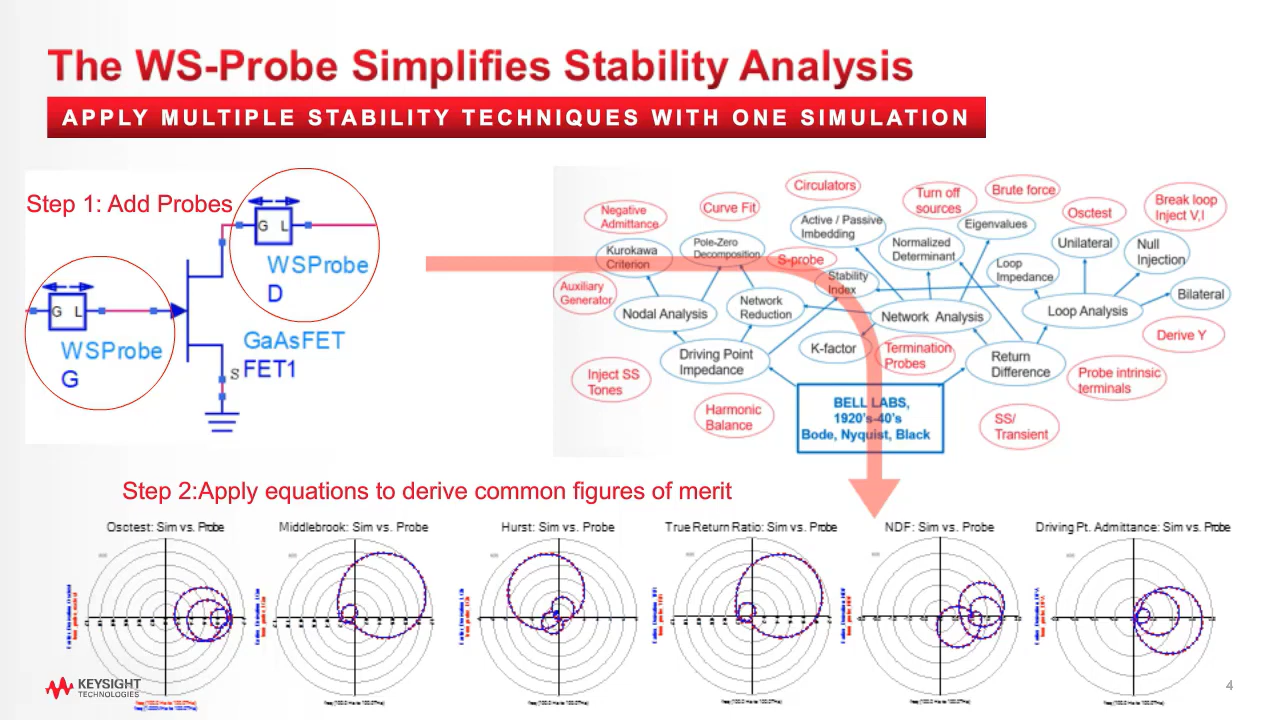 The WS-Probe Simplifies Stability Analysis
APPLY MULTIPLE STABILITY TECHNIQUES WITH ONE SIMULATION
Step 1: Add Probes
G L
WSProbe
D
G L
WSProbe
G
GaAsFET
FET1
S
Circulators
Negative
Admittance
Curve Fit
Turn off
sources
Brute force
Osctest
Break loop
Inject V,I
Active / Passive
Imbedding
Eigenvalues
Kurokawa
Criterion
Pole-Zero
Decomposition
Normalized
Determinant
Unilateral
Null
Injection
S-probe
Stability
Index
Loop
Impedance
Auxiliary
Generator
Bilateral
Nodal Analysis
Network
Reduction
Network Analysis
Loop Analysis
Derive Y
Driving Point
Impedance
K-factor
Termination
Probes
Return
Difference
Inject SS
Tones
Probe intrinsic
terminals
Harmonic
Balance
BELL LABS,
1920's-40's
Bode, Nyquist, Black
SS/
Transient
Step 2:Apply equations to derive common figures of merit
Osctest: Sim vs. Probe
Middlebrook: Sim vs. Probe
Hurst: Sim vs. Probe
True Return Ratio: Sim vs. Probe
NDF: Sim vs. Probe
Driving Pt. Admittance: Sim vs. Probe
KEYSIGHT
TECHNOLOGIES
4